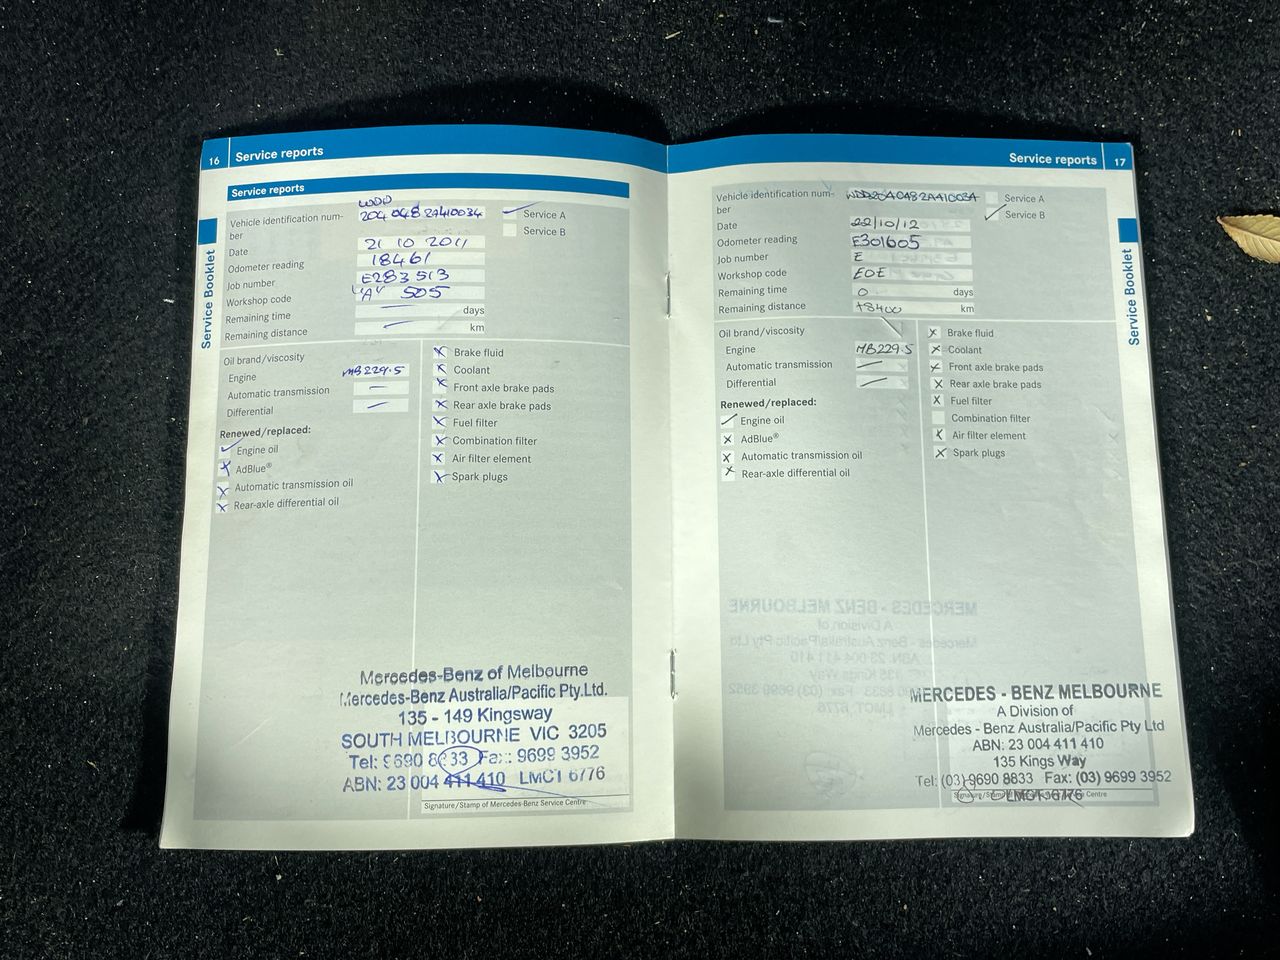 16 Service reports
Service reports
Service Booklet
WDD
Vehicle identification num-
ber 204 048 2A410034
Service A
Service B
Date 21 10 2011
Odometer reading 18461
Job number E283513
Workshop code "A" 505
Remaining time — days
Remaining distance — km
Oil brand/viscosity
Engine MB229.5
Automatic transmission —
Differential —
Renewed/replaced:
Engine oil
AdBlue®
Automatic transmission oil
Rear-axle differential oil
Brake fluid
Coolant
Front axle brake pads
Rear axle brake pads
Fuel filter
Combination filter
Air filter element
Spark plugs
Mercedes-Benz of Melbourne
Mercedes-Benz Australia/Pacific Pty.Ltd.
135 - 149 Kingsway
SOUTH MELBOURNE VIC 3205
Tel: 9690 8833 Fax: 9699 3952
ABN: 23 004 411 410 LMCT 6776
Signature/Stamp of Mercedes-Benz Service Centre
Service reports 17
Service Booklet
Vehicle identification num-
ber WDD2040482A410034
Service A
Service B
Date 22/10/12
Odometer reading E301605
Job number E
Workshop code EOE
Remaining time 0 days
Remaining distance +8400 km
Oil brand/viscosity
Engine MB229.5
Automatic transmission —
Differential —
Renewed/replaced:
Engine oil
AdBlue®
Automatic transmission oil
Rear-axle differential oil
Brake fluid
Coolant
Front axle brake pads
Rear axle brake pads
Fuel filter
Combination filter
Air filter element
Spark plugs
MERCEDES - BENZ MELBOURNE
A Division of
Mercedes - Benz Australia/Pacific Pty Ltd
ABN: 23 004 411 410
135 Kings Way
Tel: (03) 9690 8833 Fax: (03) 9699 3952
LMCT 6776